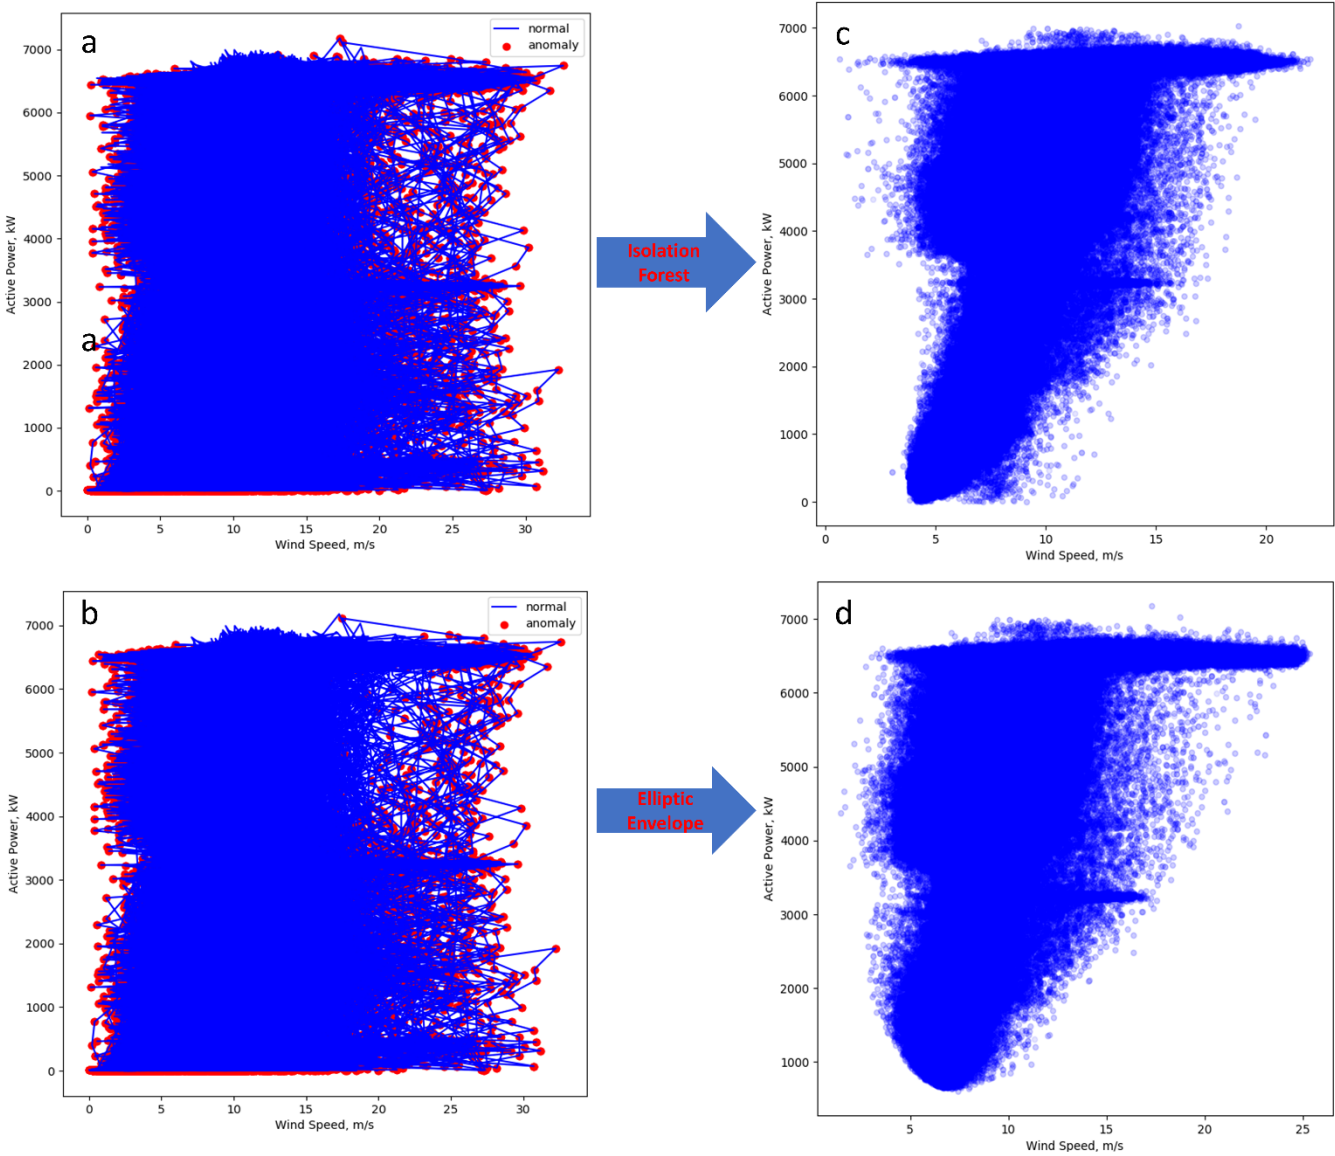 a
normal
anomaly
7000
6000
5000
4000
3000
2000
1000
0
Active Power, kW
a
0 5 10 15 20 25 30
Wind Speed, m/s
Isolation
Forest
c
7000
6000
5000
4000
3000
2000
1000
0
Active Power, kW
0 5 10 15 20
Wind Speed, m/s
b
normal
anomaly
7000
6000
5000
4000
3000
2000
1000
0
Active Power, kW
0 5 10 15 20 25 30
Wind Speed, m/s
Elliptic
Envelope
d
7000
6000
5000
4000
3000
2000
1000
Active Power, kW
5 10 15 20 25
Wind Speed, m/s